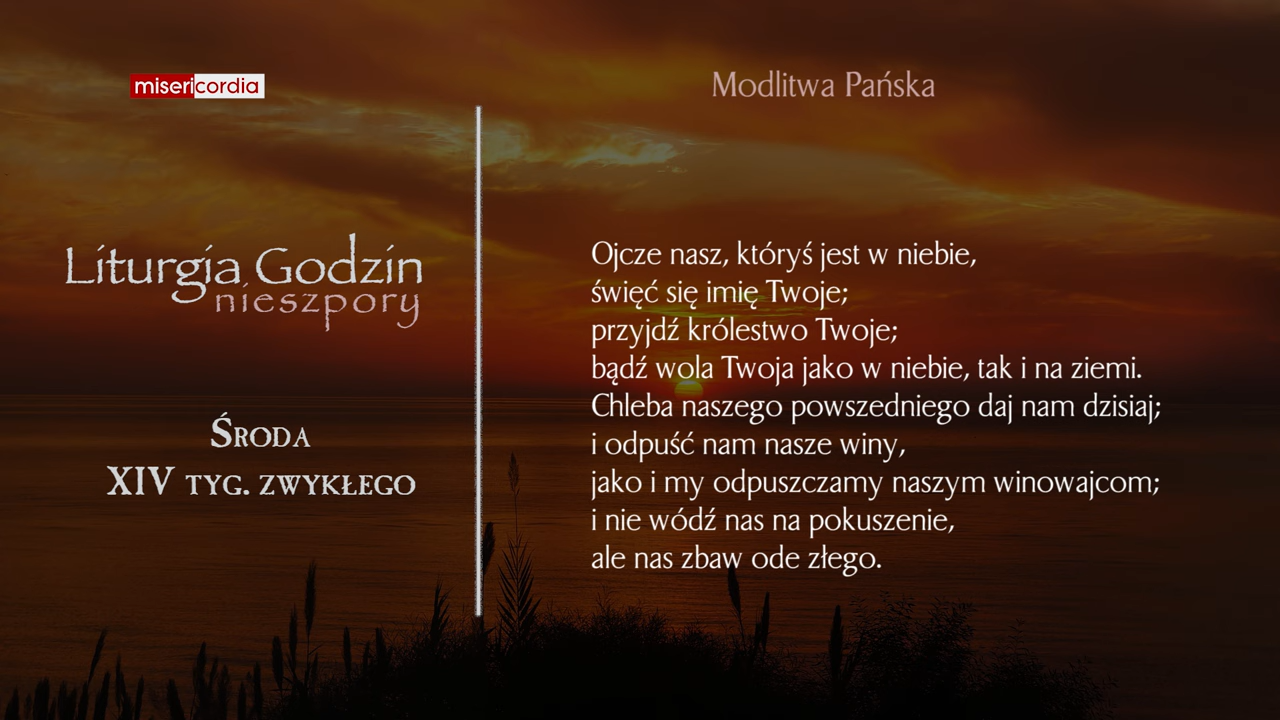 misericordia
Liturgia Godzin
nieszpory
Środa
XIV tyg. zwykłego
Modlitwa Pańska
Ojcze nasz, któryś jest w niebie,
święć się imię Twoje;
przyjdź królestwo Twoje;
bądź wola Twoja jako w niebie, tak i na ziemi.
Chleba naszego powszedniego daj nam dzisiaj;
i odpuść nam nasze winy,
jako i my odpuszczamy naszym winowajcom;
i nie wódź nas na pokuszenie,
ale nas zbaw ode złego.